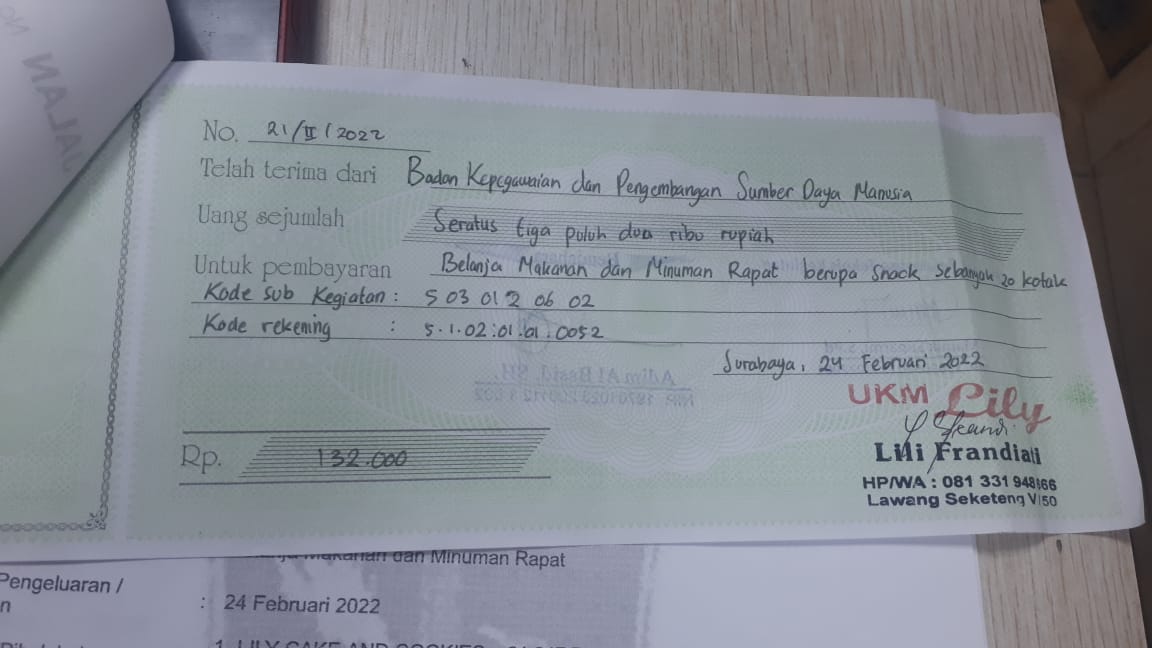 No. 21/II/2022
Telah terima dari Badan Kepegawaian dan Pengembangan Sumber Daya Manusia
Uang sejumlah Seratus tiga puluh dua ribu rupiah
Untuk pembayaran Belanja Makanan dan Minuman Rapat berupa Snack sebanyak 20 kotak
Kode sub Kegiatan : 5 03 01 2 06 02
Kode rekening : 5.1.02.01.01.0052
Surabaya, 24 Februari 2022
UKM Lily
Lili Frandiati
Rp. 132.000
HP/WA : 081 331 948
Lawang Seketeng V/50
Makanan dan Minuman Rapat
Pengeluaran /
: 24 Februari 2022
1. LILY CAKE AND COOKIES